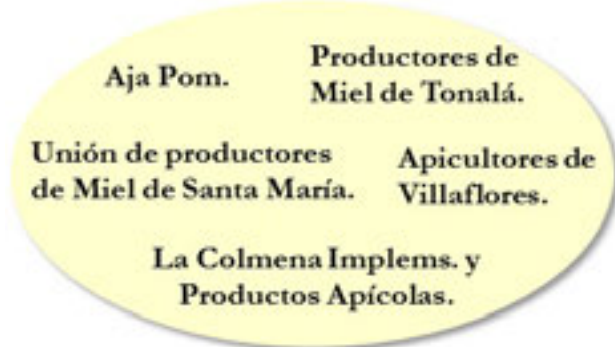 Aja Pom.
Productores de
Miel de Tonalá.
Unión de productores
de Miel de Santa María.
Apicultores de
Villaflores.
La Colmena Implems. y
Productos Apícolas.